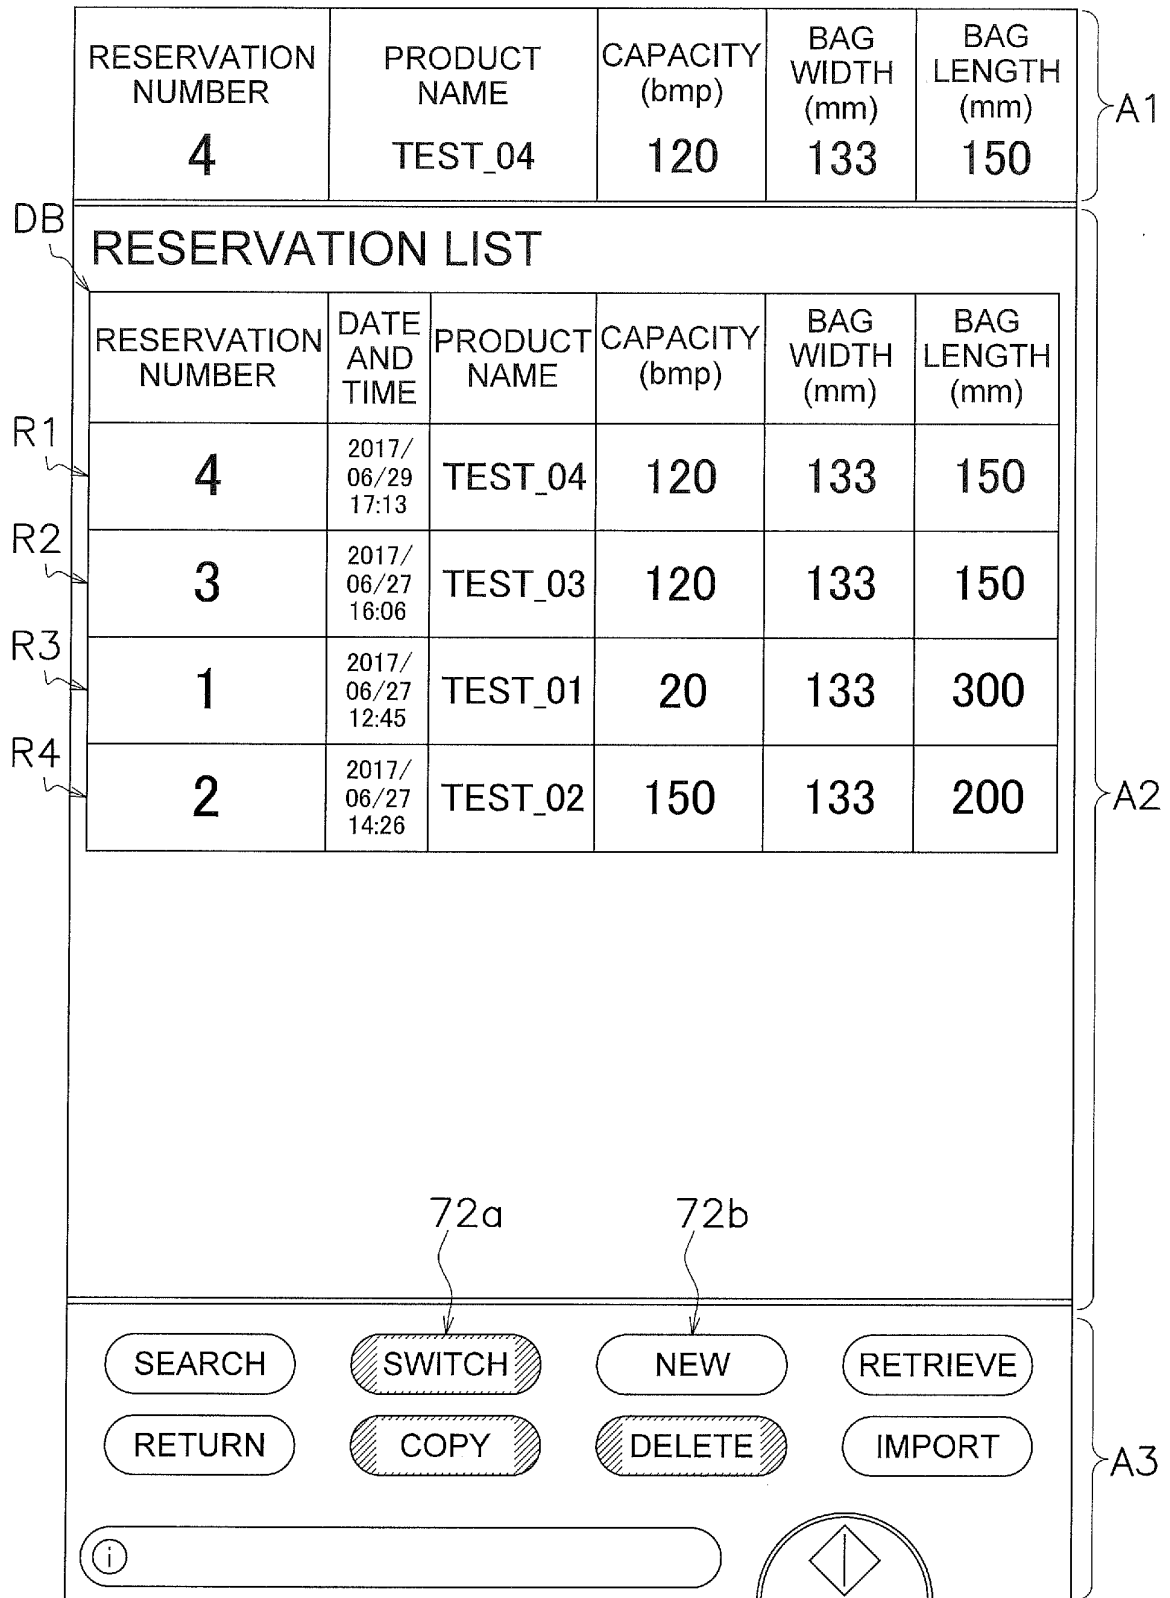 RESERVATION NUMBER
4
PRODUCT NAME
TEST_04
CAPACITY (bmp)
120
BAG WIDTH (mm)
133
BAG LENGTH (mm)
150
A1
DB
RESERVATION LIST
RESERVATION NUMBER
DATE AND TIME
PRODUCT NAME
CAPACITY (bmp)
BAG WIDTH (mm)
BAG LENGTH (mm)
R1
4
2017/
06/29
17:13
TEST_04
120
133
150
R2
3
2017/
06/27
16:06
TEST_03
120
133
150
R3
1
2017/
06/27
12:45
TEST_01
20
133
300
R4
2
2017/
06/27
14:26
TEST_02
150
133
200
A2
72a
72b
SEARCH
SWITCH
NEW
RETRIEVE
RETURN
COPY
DELETE
IMPORT
A3
i